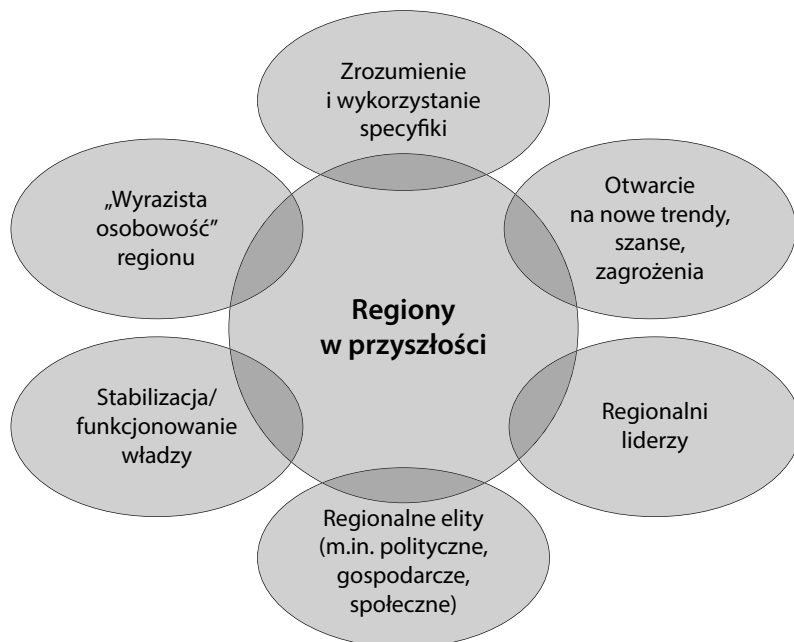 Zrozumienie
i wykorzystanie
specyfiki
„Wyrazista
osobowość”
regionu
Otwarcie
na nowe trendy,
szanse,
zagrożenia
Regiony
w przyszłości
Stabilizacja/
funkcjonowanie
władzy
Regionalni
liderzy
Regionalne elity
(m.in. polityczne,
gospodarcze,
społeczne)